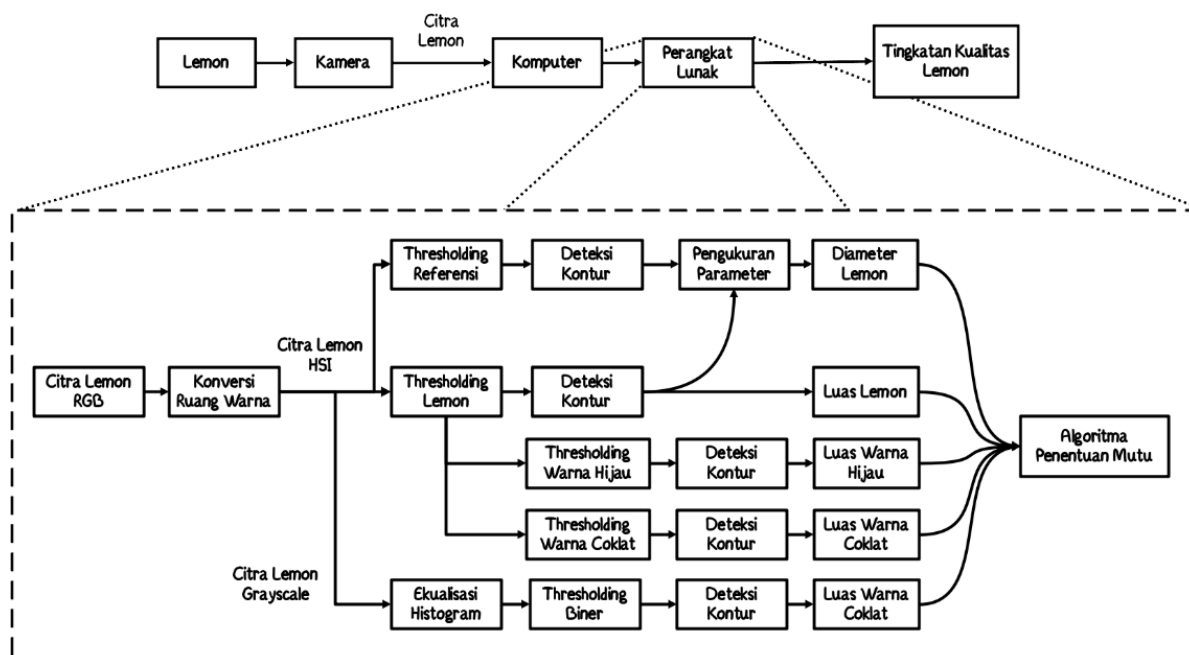 Citra
Lemon
Lemon
Kamera
Komputer
Perangkat
Lunak
Tingkatan Kualitas
Lemon
Thresholding
Referensi
Deteksi
Kontur
Pengukuran
Parameter
Diameter
Lemon
Citra Lemon
HSI
Citra Lemon
RGB
Konversi
Ruang Warna
Thresholding
Lemon
Deteksi
Kontur
Luas Lemon
Algoritma
Penentuan Mutu
Thresholding
Warna Hijau
Deteksi
Kontur
Luas Warna
Hijau
Thresholding
Warna Coklat
Deteksi
Kontur
Luas Warna
Coklat
Citra Lemon
Grayscale
Ekualisasi
Histogram
Thresholding
Biner
Deteksi
Kontur
Luas Warna
Coklat